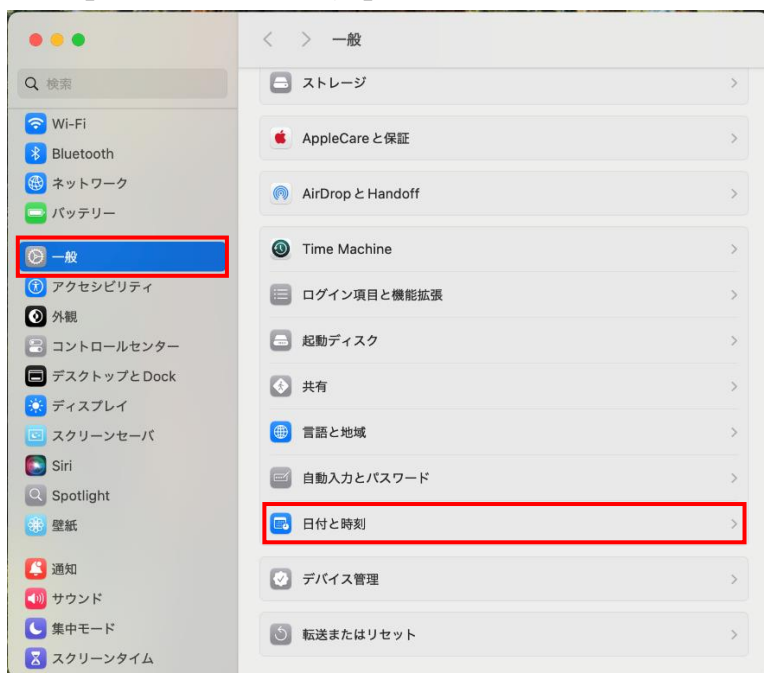 一般
検索
Wi-Fi
Bluetooth
ネットワーク
バッテリー
一般
アクセシビリティ
外観
コントロールセンター
デスクトップとDock
ディスプレイ
スクリーンセーバ
Siri
Spotlight
壁紙
通知
サウンド
集中モード
スクリーンタイム
ストレージ
AppleCareと保証
AirDropとHandoff
Time Machine
ログイン項目と機能拡張
起動ディスク
共有
言語と地域
自動入力とパスワード
日付と時刻
デバイス管理
転送またはリセット